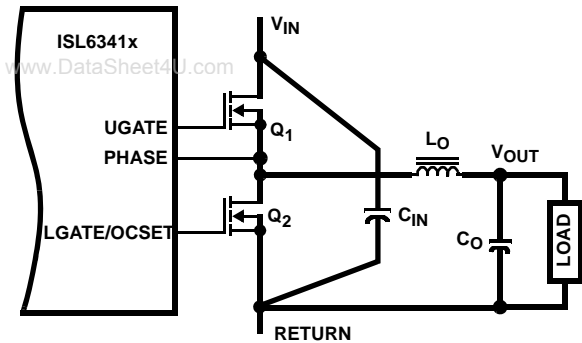 ISL6341x
www.DataSheet4U.com
VIN
UGATE
Q1
PHASE
LO
VOUT
LGATE/OCSET
Q2
CIN
CO
LOAD
RETURN